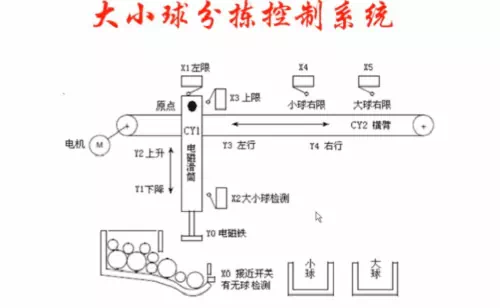 大小球分拣控制系统
X1左限
X4
X5
原点
X3 上限
小球右限
大球右限
CY1
CY2 横臂
电机
M
电磁滑筒
Y2 上升
Y3 左行
Y4 右行
Y1下降
X2大小球检测
Y0 电磁铁
X0 接近开关
有无球检测
小球
大球